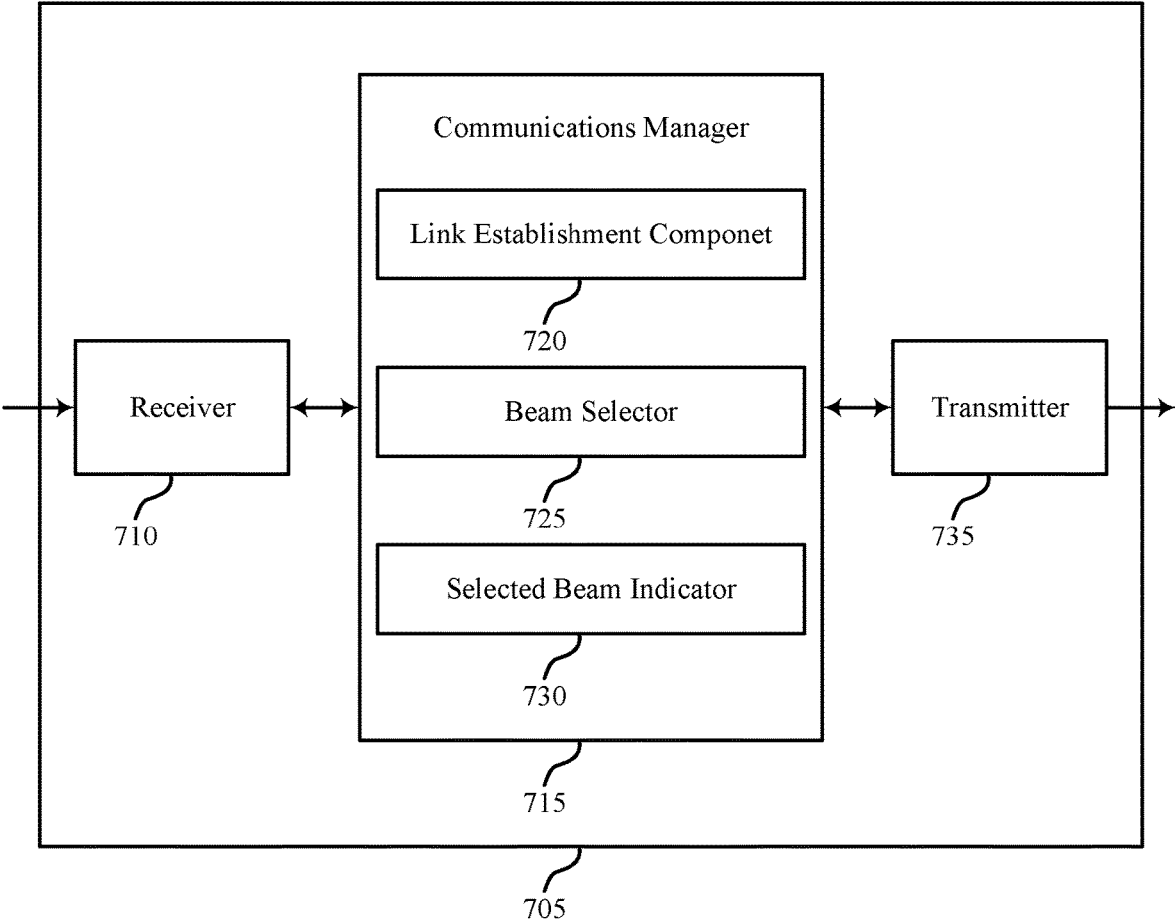 Communications Manager
Link Establishment Componet
720
Receiver
710
Beam Selector
725
Transmitter
735
Selected Beam Indicator
730
715
705